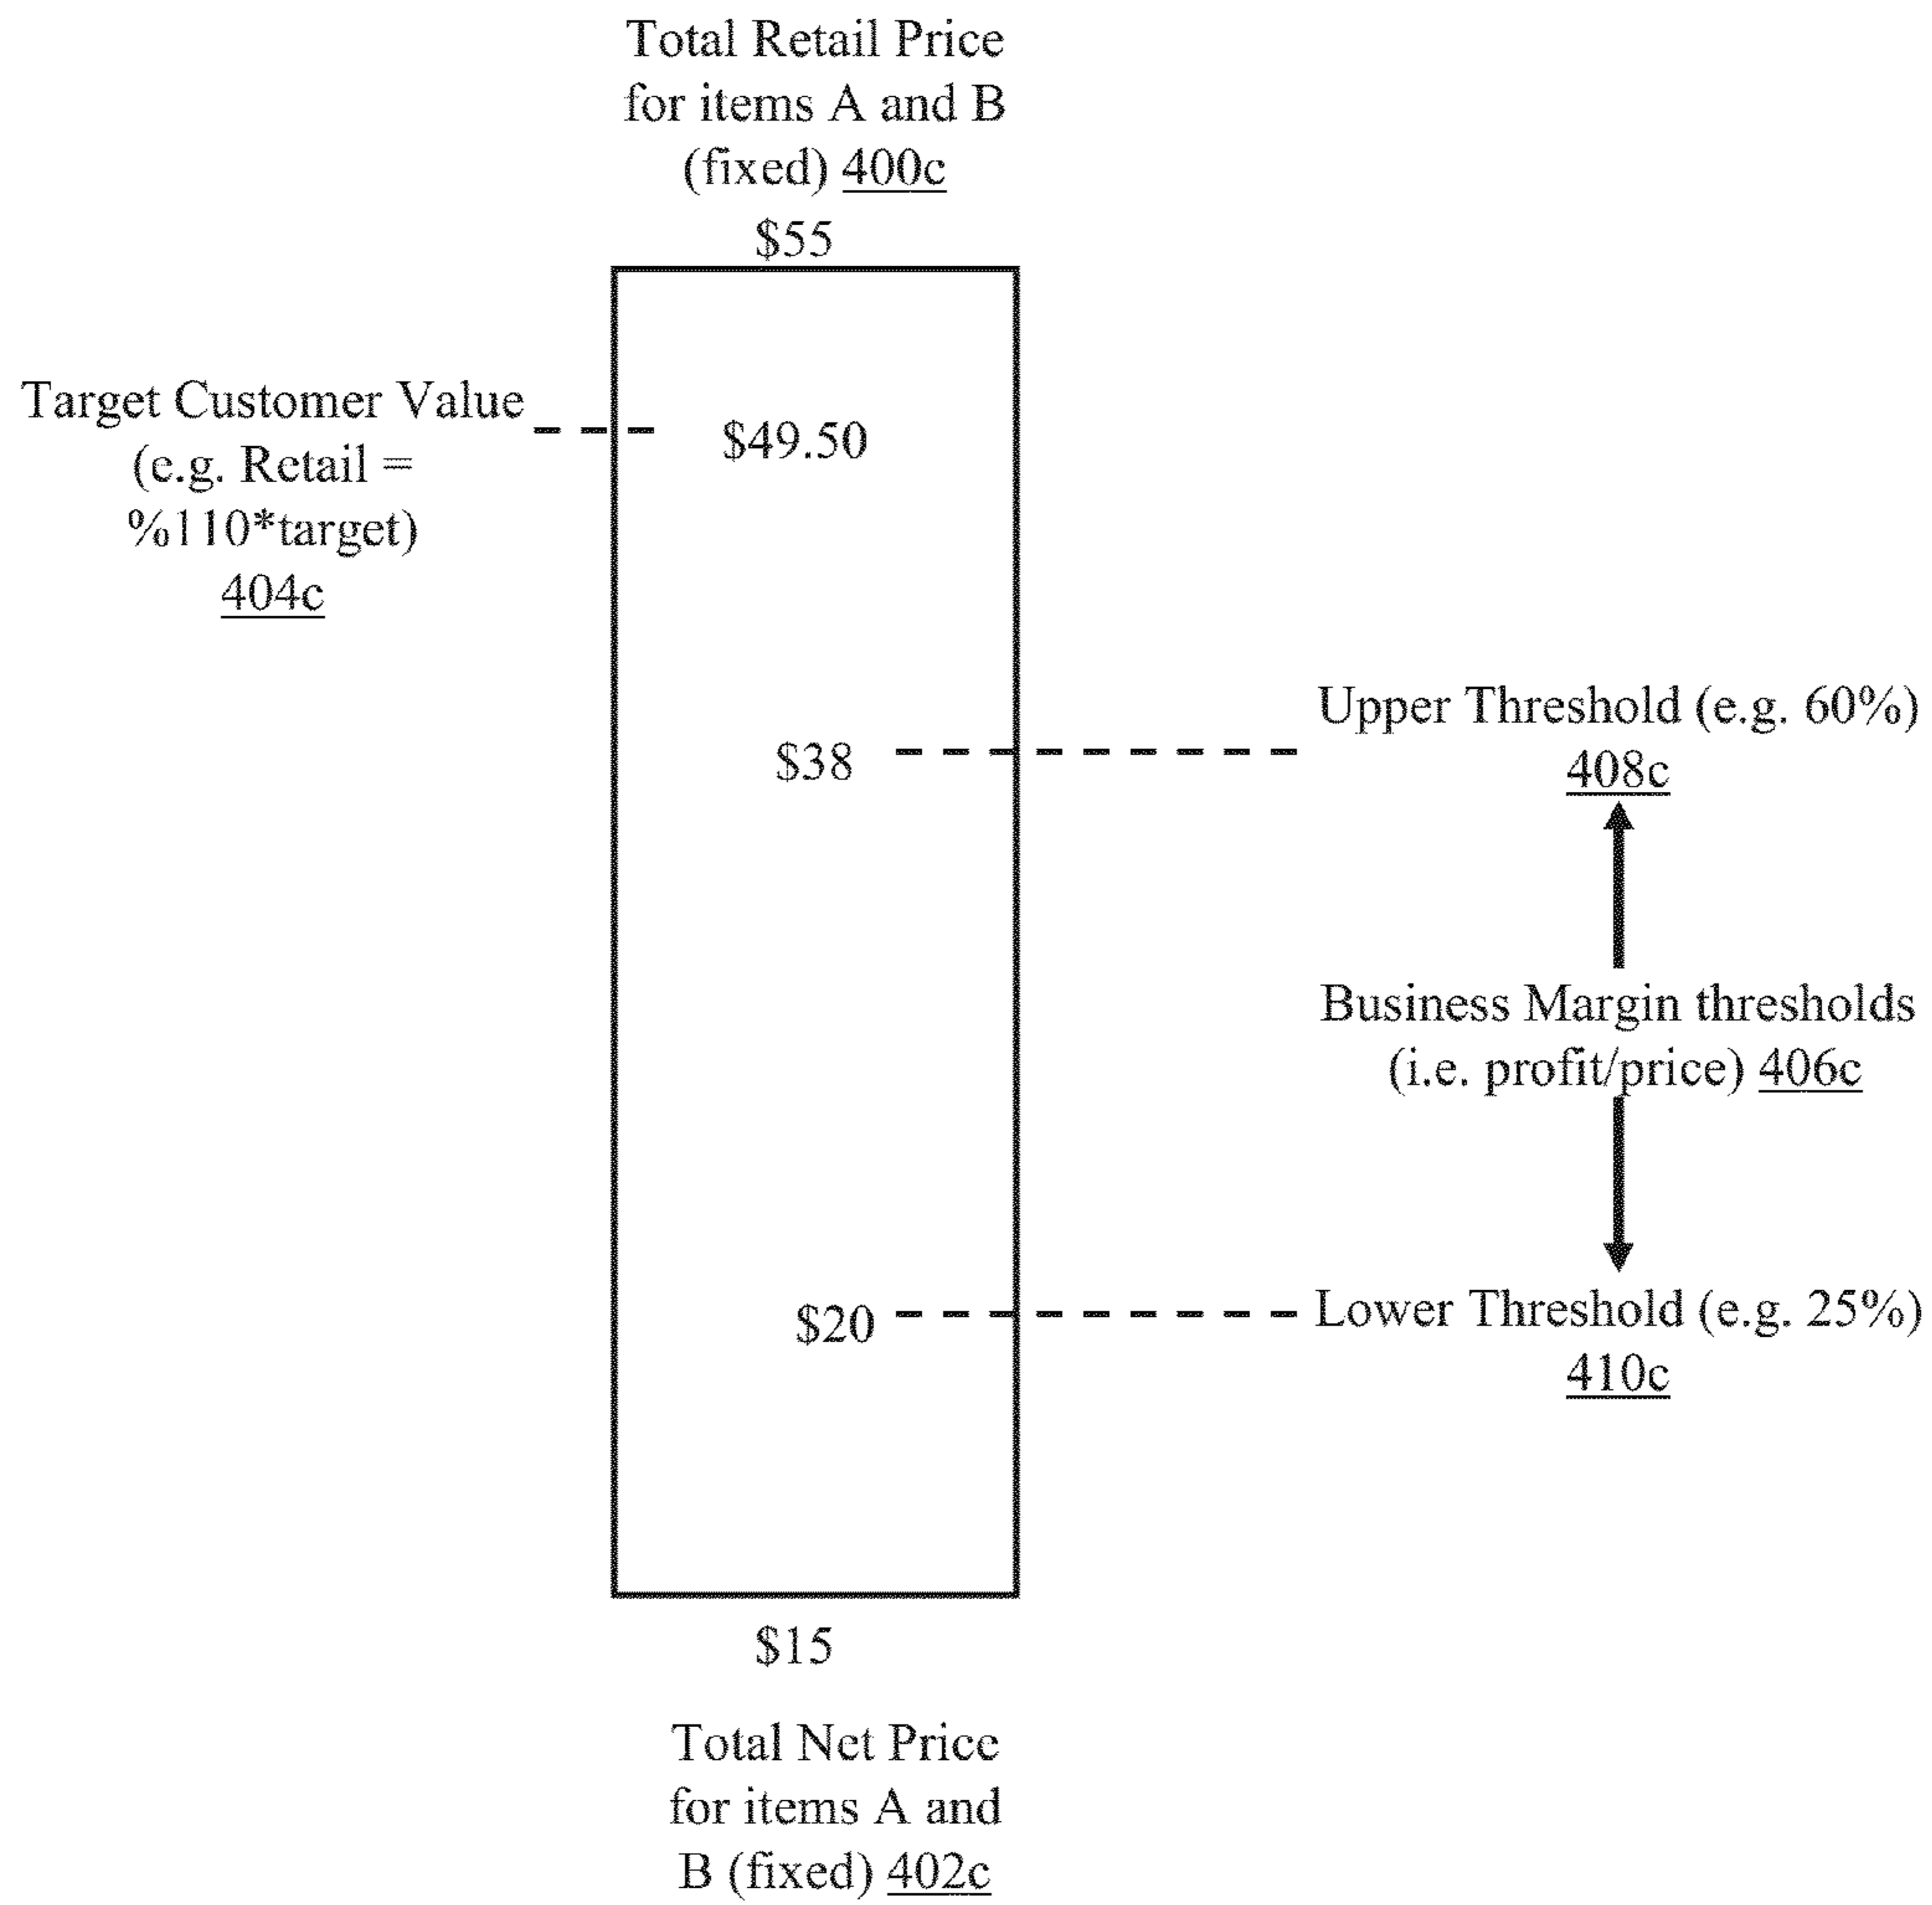 Total Retail Price
for items A and B
(fixed) 400c
$55
Target Customer Value
(e.g. Retail =
%110*target)
404c
$49.50
Upper Threshold (e.g. 60%)
408c
$38
Business Margin thresholds
(i.e. profit/price) 406c
$20
Lower Threshold (e.g. 25%)
410c
$15
Total Net Price
for items A and
B (fixed) 402c